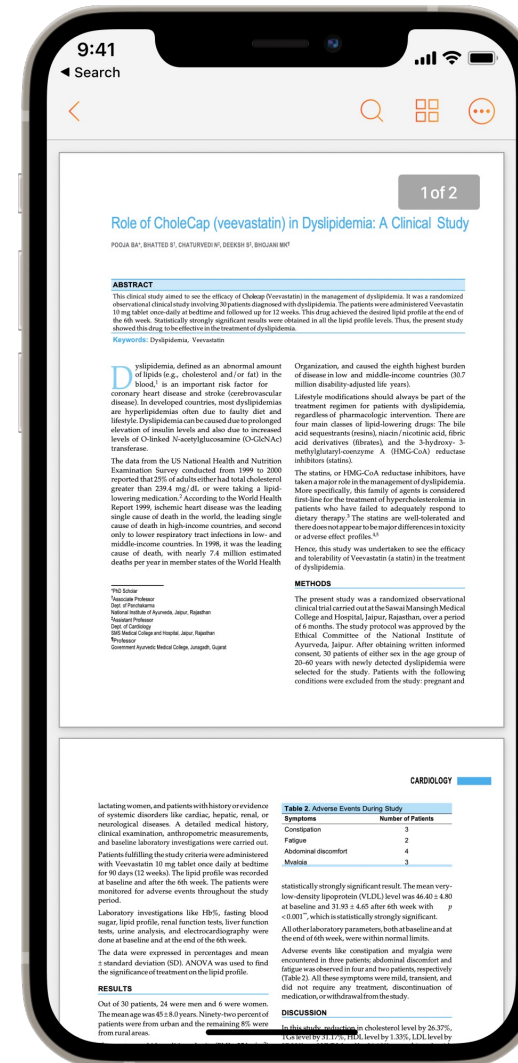 9:41
◀ Search
1 of 2
Role of CholeCap (veevastatin) in Dyslipidemia: A Clinical Study
POOJA BA*, BHATTED S†, CHATURVEDI N‡, DEEKSH S†, BHOJANI MK¶
ABSTRACT
This clinical study aimed to see the efficacy of Cholecap (Veevastatin) in the management of dyslipidemia. It was a randomized
observational clinical study involving 30 patients diagnosed with dyslipidemia. The patients were administered Veevastatin
10 mg tablet once-daily at bedtime and followed up for 12 weeks. This drug achieved the desired lipid profile at the end of
the 6th week. Statistically strongly significant results were obtained in all the lipid profile levels. Thus, the present study
showed this drug to be effective in the treatment of dyslipidemia.
Keywords: Dyslipidemia, Veevastatin
Dyslipidemia, defined as an abnormal amount
of lipids (e.g., cholesterol and/or fat) in the
blood,¹ is an important risk factor for
coronary heart disease and stroke (cerebrovascular
disease). In developed countries, most dyslipidemias
are hyperlipidemias often due to faulty diet and
lifestyle. Dyslipidemia can be caused due to prolonged
elevation of insulin levels and also due to increased
levels of O-linked N-acetylglucosamine (O-GlcNAc)
transferase.
The data from the US National Health and Nutrition
Examination Survey conducted from 1999 to 2000
reported that 25% of adults either had total cholesterol
greater than 239.4 mg/dL or were taking a lipid-
lowering medication.² According to the World Health
Report 1999, ischemic heart disease was the leading
single cause of death in the world, the leading single
cause of death in high-income countries, and second
only to lower respiratory tract infections in low- and
middle-income countries. In 1998, it was the leading
cause of death, with nearly 7.4 million estimated
deaths per year in member states of the World Health
*PhD Scholar
†Associate Professor
Dept. of Panchakarma
National Institute of Ayurveda, Jaipur, Rajasthan
‡Assistant Professor
Dept. of Cardiology
SMS Medical College and Hospital, Jaipur, Rajasthan
¶Professor
Government Ayurvedic Medical College, Junagadh, Gujarat
Organization, and caused the eighth highest burden
of disease in low and middle-income countries (30.7
million disability-adjusted life years).
Lifestyle modifications should always be part of the
treatment regimen for patients with dyslipidemia,
regardless of pharmacologic intervention. There are
four main classes of lipid-lowering drugs: The bile
acid sequestrants (resins), niacin/nicotinic acid, fibric
acid derivatives (fibrates), and the 3-hydroxy- 3-
methylglutaryl-coenzyme A (HMG-CoA) reductase
inhibitors (statins).
The statins, or HMG-CoA reductase inhibitors, have
taken a major role in the management of dyslipidemia.
More specifically, this family of agents is considered
first-line for the treatment of hypercholesterolemia in
patients who have failed to adequately respond to
dietary therapy.³ The statins are well-tolerated and
there does not appear to be major differences in toxicity
or adverse effect profiles.⁴,⁵
Hence, this study was undertaken to see the efficacy
and tolerability of Veevastatin (a statin) in the treatment
of dyslipidemia.
METHODS
The present study was a randomized observational
clinical trial carried out at the Sawai Mansingh Medical
College and Hospital, Jaipur, Rajasthan, over a period
of 6 months. The study protocol was approved by the
Ethical Committee of the National Institute of
Ayurveda, Jaipur. After obtaining written informed
consent, 30 patients of either sex in the age group of
20-60 years with newly detected dyslipidemia were
selected for the study. Patients with the following
conditions were excluded from the study: pregnant and
CARDIOLOGY
lactating women, and patients with history or evidence
of systemic disorders like cardiac, hepatic, renal, or
neurological diseases. A detailed medical history,
clinical examination, anthropometric measurements,
and baseline laboratory investigations were carried out.
Patients fulfilling the study criteria were administered
with Veevastatin 10 mg tablet once daily at bedtime
for 90 days (12 weeks). The lipid profile was recorded
at baseline and after the 6th week. The patients were
monitored for adverse events throughout the study
period.
Laboratory investigations like Hb%, fasting blood
sugar, lipid profile, renal function tests, liver function
tests, urine analysis, and electrocardiography were
done at baseline and at the end of the 6th week.
The data were expressed in percentages and mean
± standard deviation (SD). ANOVA was used to find
the significance of treatment on the lipid profile.
RESULTS
Out of 30 patients, 24 were men and 6 were women.
The mean age was 45 ± 8.0 years. Ninety-two percent of
patients were from urban and the remaining 8% were
from rural areas.
Table 2. Adverse Events During Study
Symptoms Number of Patients
Constipation 3
Fatigue 2
Abdominal discomfort 4
Myalgia 3
statistically strongly significant result. The mean very-
low-density lipoprotein (VLDL) level was 46.40 ± 4.80
at baseline and 31.93 ± 4.65 after 6th week with p
< 0.001**, which is statistically strongly significant.
All other laboratory parameters, both at baseline and at
the end of 6th week, were within normal limits.
Adverse events like constipation and myalgia were
encountered in three patients; abdominal discomfort and
fatigue was observed in four and two patients, respectively
(Table 2). All these symptoms were mild, transient, and
did not require any treatment, discontinuation of
medication, or withdrawal from the study.
DISCUSSION
In this study, reduction in cholesterol level by 26.37%,
TGs level by 31.17%, HDL level by 1.33%, LDL level by